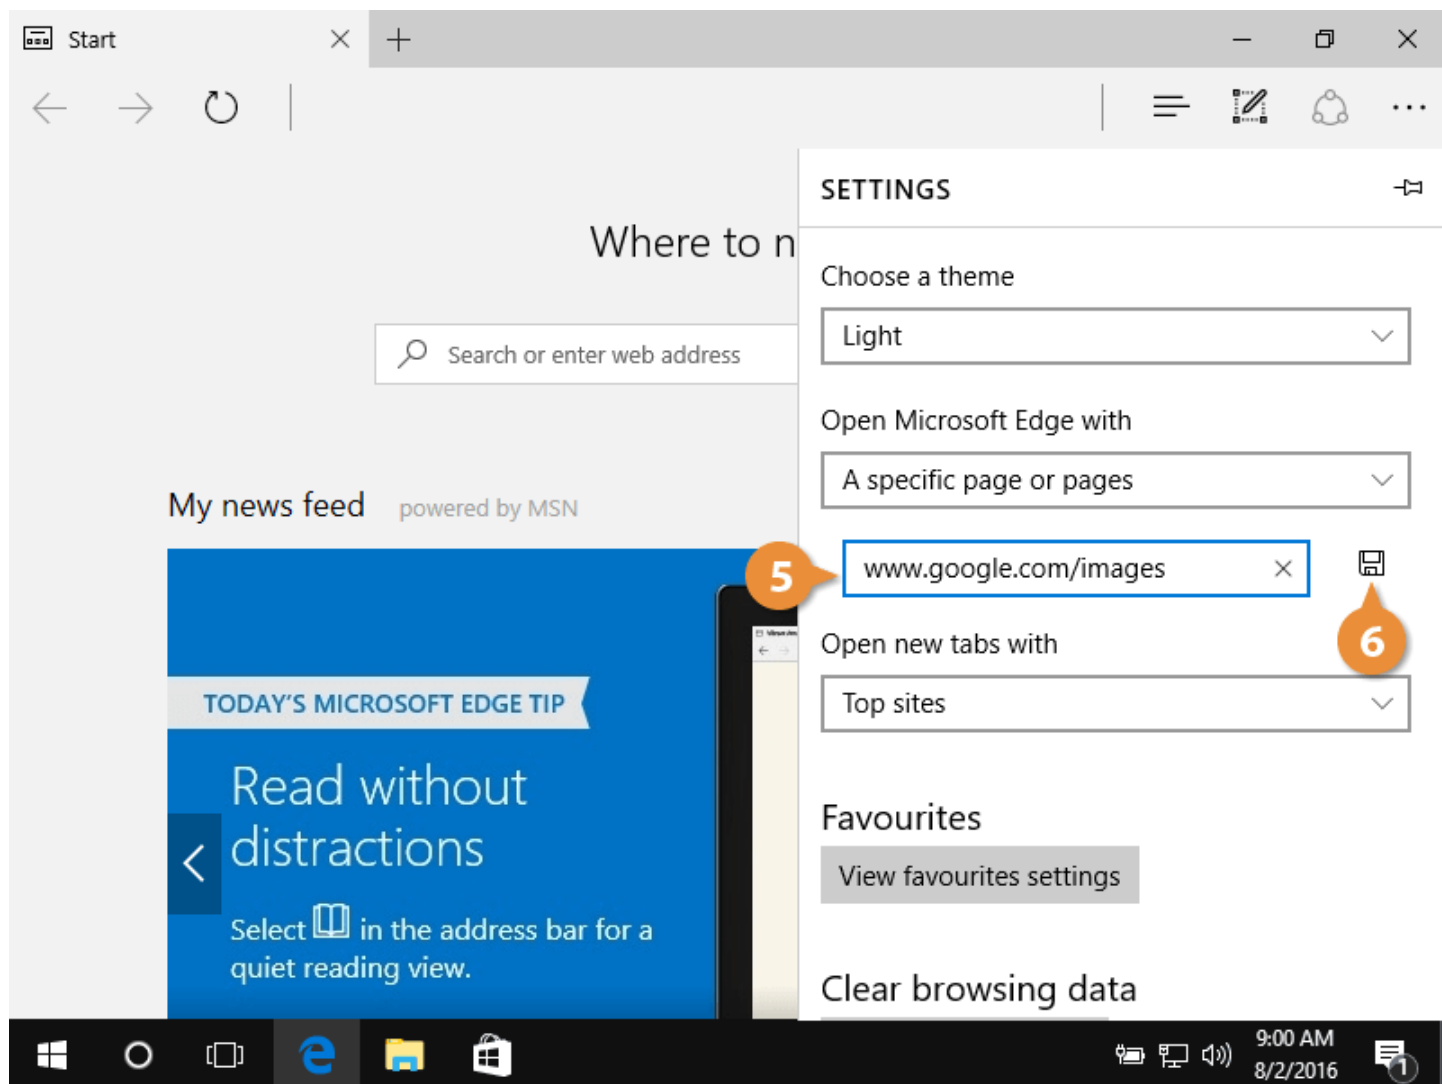 Start
SETTINGS
Where to n
Choose a theme
Light
Search or enter web address
Open Microsoft Edge with
A specific page or pages
My news feed powered by MSN
5
www.google.com/images
6
Open new tabs with
Top sites
TODAY'S MICROSOFT EDGE TIP
Read without
distractions
Select in the address bar for a
quiet reading view.
Favourites
View favourites settings
Clear browsing data
9:00 AM
8/2/2016
1